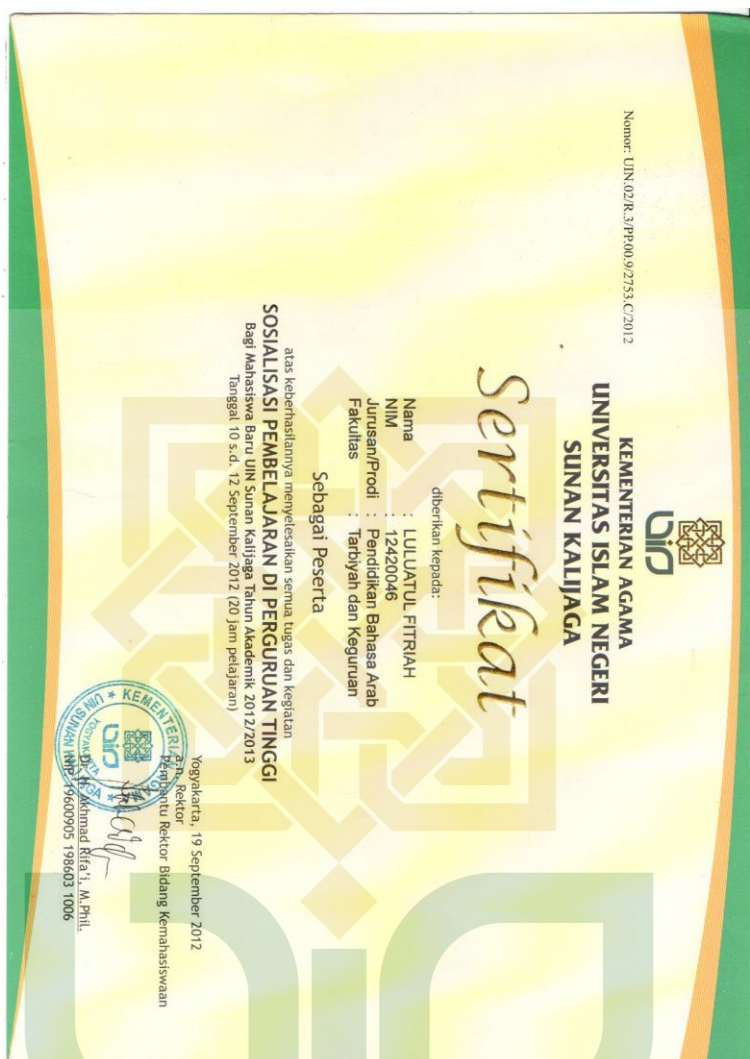 Nomor: UIN.02/R.3/PP.00.9/2753.C/2012
KEMENTERIAN AGAMA
UNIVERSITAS ISLAM NEGERI
SUNAN KALIJAGA
Sertifikat
diberikan kepada:
Nama : LULUATUL FITRIAH
NIM : 12420046
Jurusan/Prodi : Pendidikan Bahasa Arab
Fakultas : Tarbiyah dan Keguruan
Sebagai Peserta
atas keberhasilannya menyelesaikan semua tugas dan kegiatan
SOSIALISASI PEMBELAJARAN DI PERGURUAN TINGGI
Bagi Mahasiswa Baru UIN Sunan Kalijaga Tahun Akademik 2012/2013
Tanggal 10 s.d. 12 September 2012 (20 jam pelajaran)
Yogyakarta, 19 September 2012
a.n. Rektor
Pembantu Rektor Bidang Kemahasiswaan
Dr. H. Akhmad Rifa'i, M.Phil.
NIP. 19600905 198603 1006